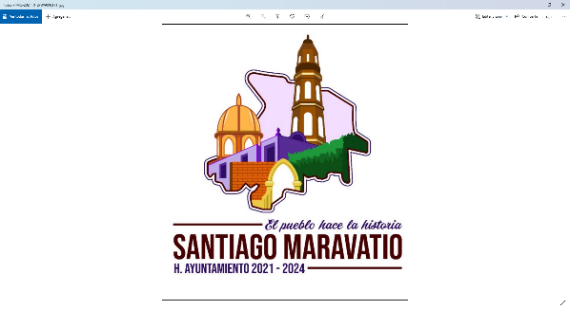 El pueblo hace la historia
SANTIAGO MARAVATIO
H. AYUNTAMIENTO 2021 - 2024